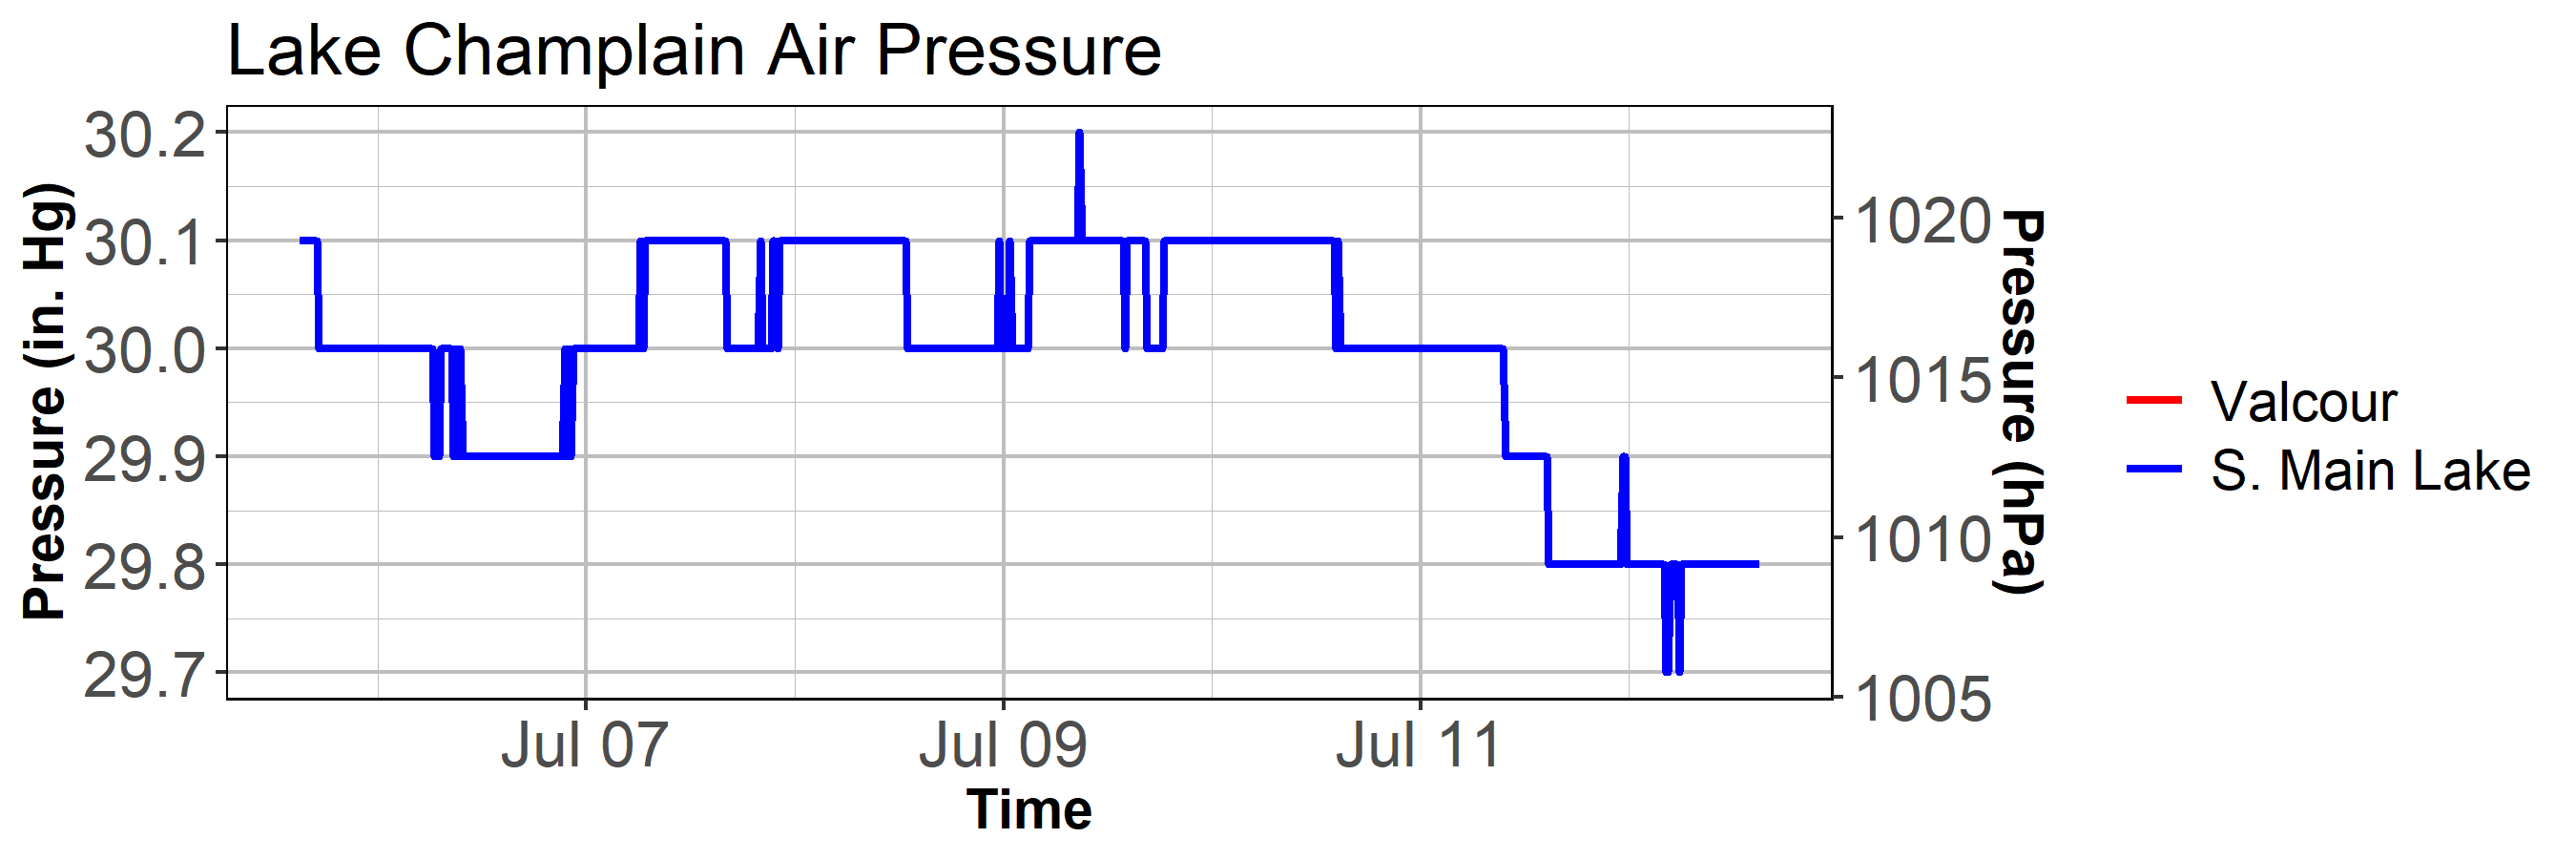 Lake Champlain Air Pressure
Pressure (in. Hg)
30.2
30.1
30.0
29.9
29.8
29.7
Jul 07
Jul 09
Jul 11
Time
1020
1015
1010
1005
Pressure (hPa)
Valcour
S. Main Lake